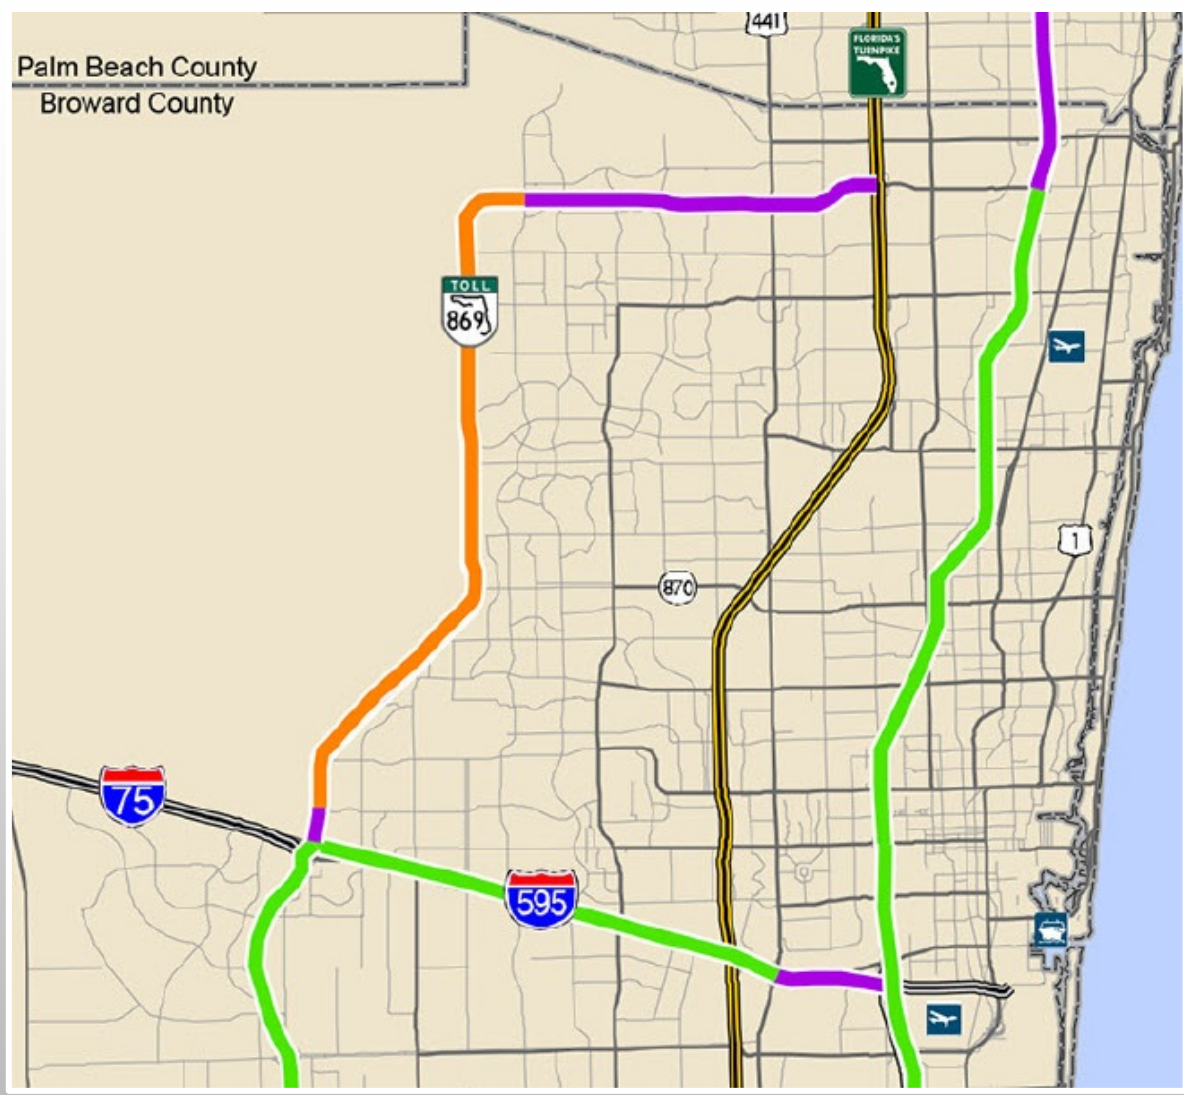 441
FLORIDA'S
TURNPIKE
Palm Beach County
Broward County
TOLL
869
1
870
75
595